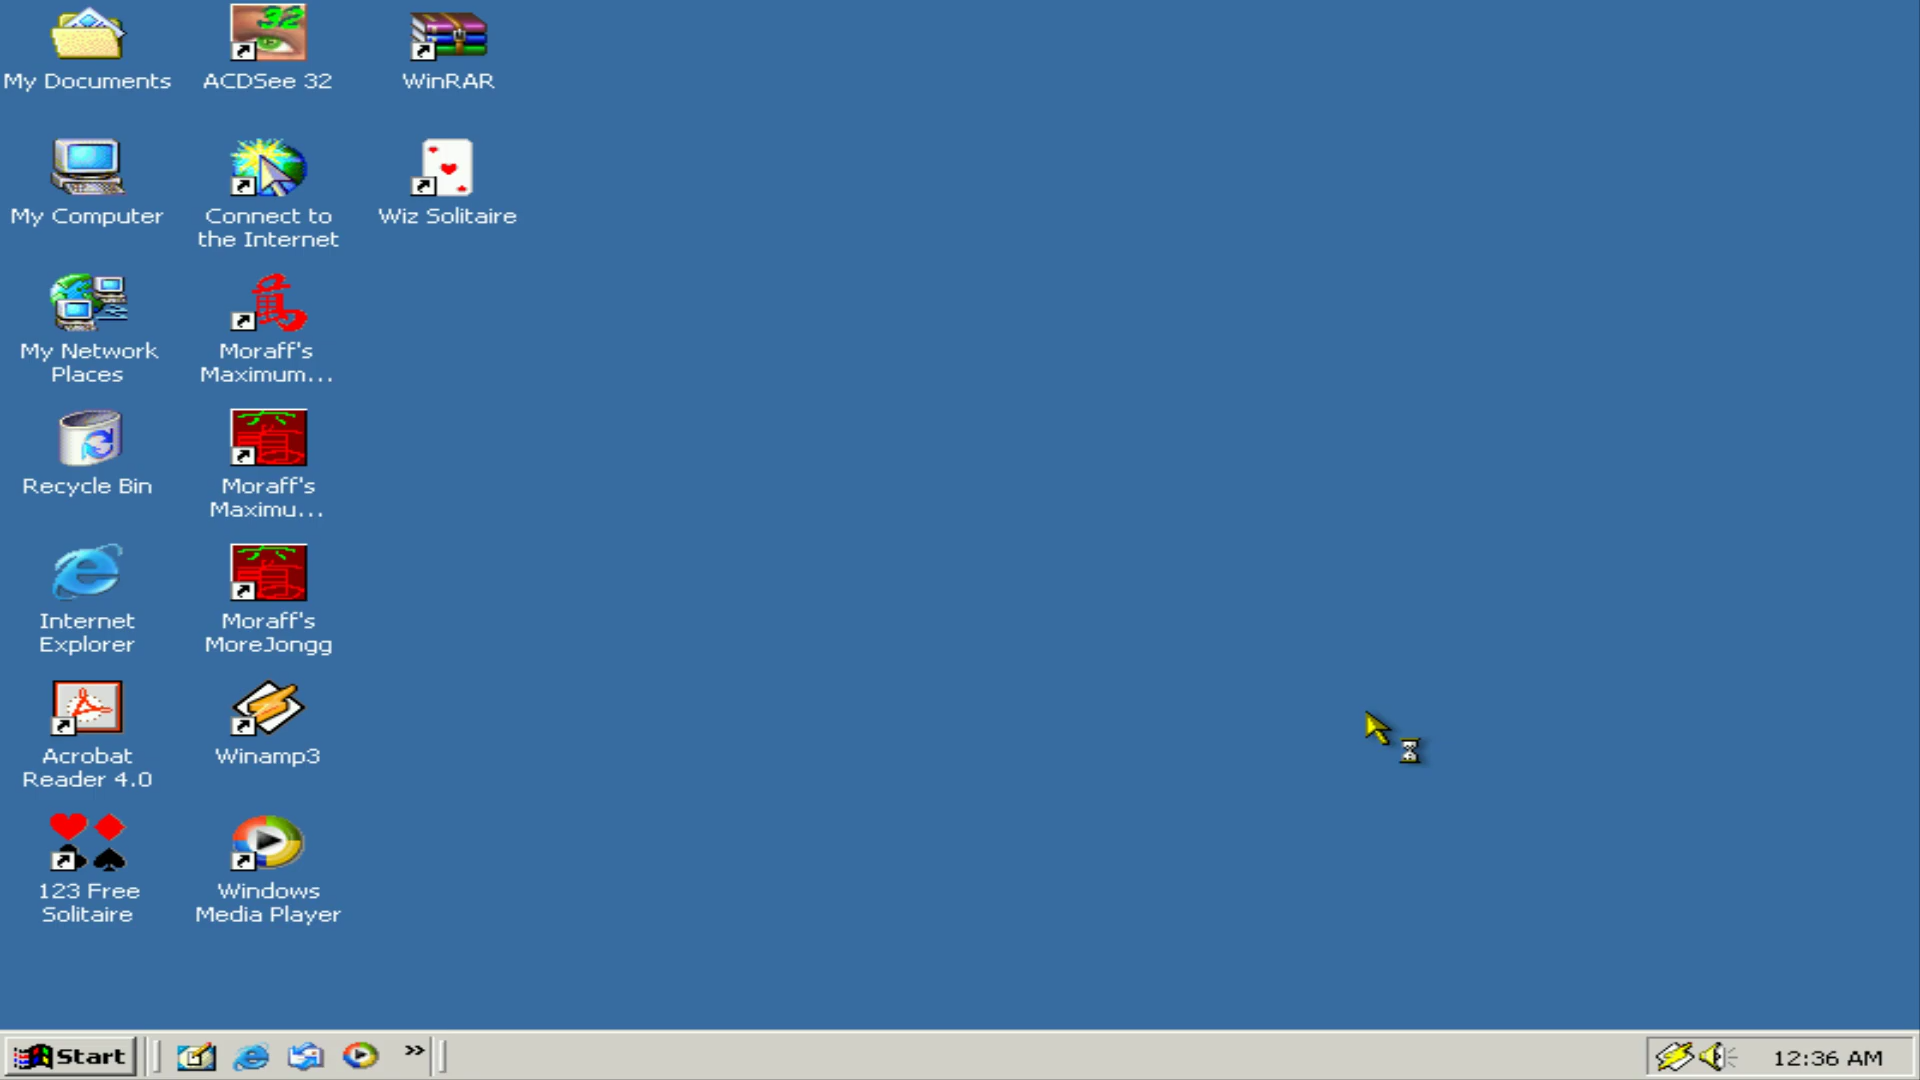 My Documents
ACDSee 32
WinRAR
My Computer
Connect to
the Internet
Wiz Solitaire
My Network
Places
萬
Moraff's
Maximum...
Recycle Bin
Moraff's
Maximu...
Internet
Explorer
Moraff's
MoreJongg
Acrobat
Reader 4.0
Winamp3
123 Free
Solitaire
Windows
Media Player
Start
»
12:36 AM